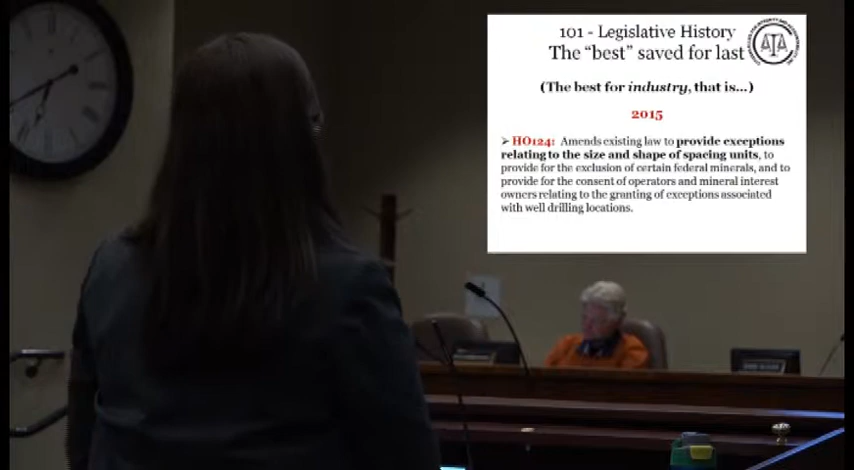 101 - Legislative History
The “best” saved for last
(The best for industry, that is...)
2015
➢ HO124: Amends existing law to provide exceptions
relating to the size and shape of spacing units, to
provide for the exclusion of certain federal minerals, and to
provide for the consent of operators and mineral interest
owners relating to the granting of exceptions associated
with well drilling locations.